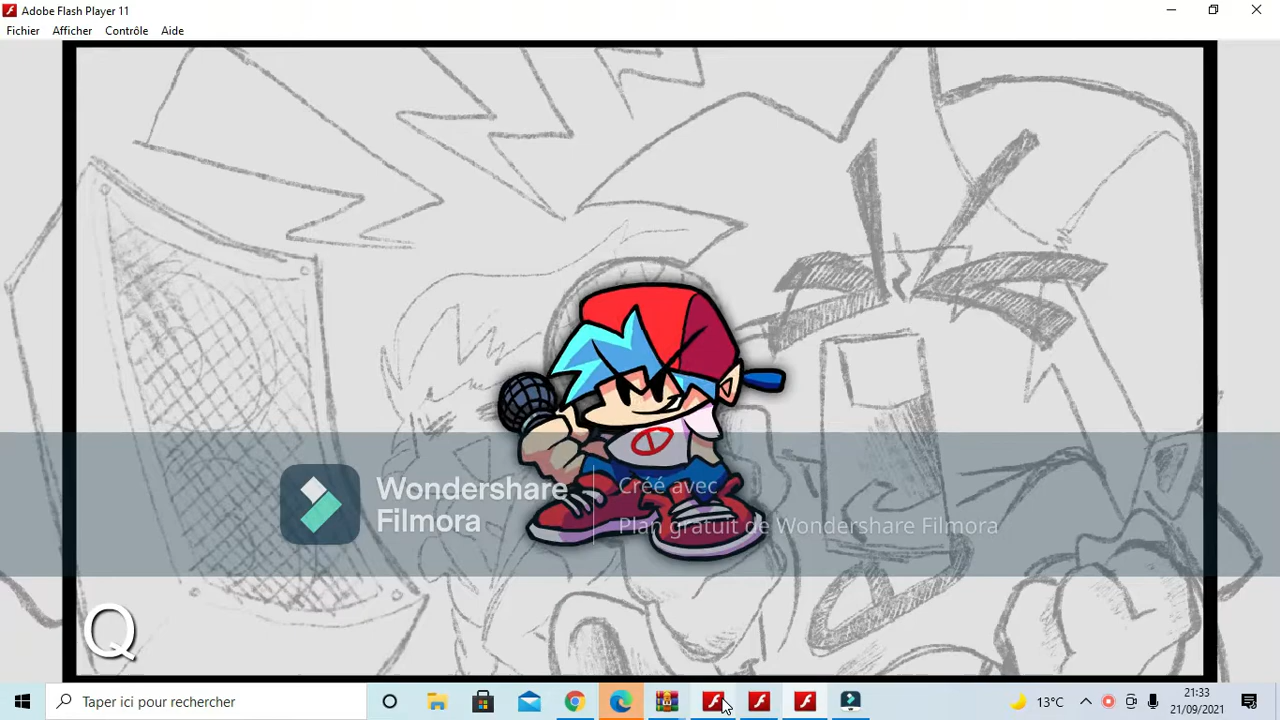 Adobe Flash Player 11
Fichier Afficher Contrôle Aide
Wondershare
Filmora
Créé avec
Plan gratuit de Wondershare Filmora
Q
Taper ici pour rechercher
13°C
21:33
21/09/2021